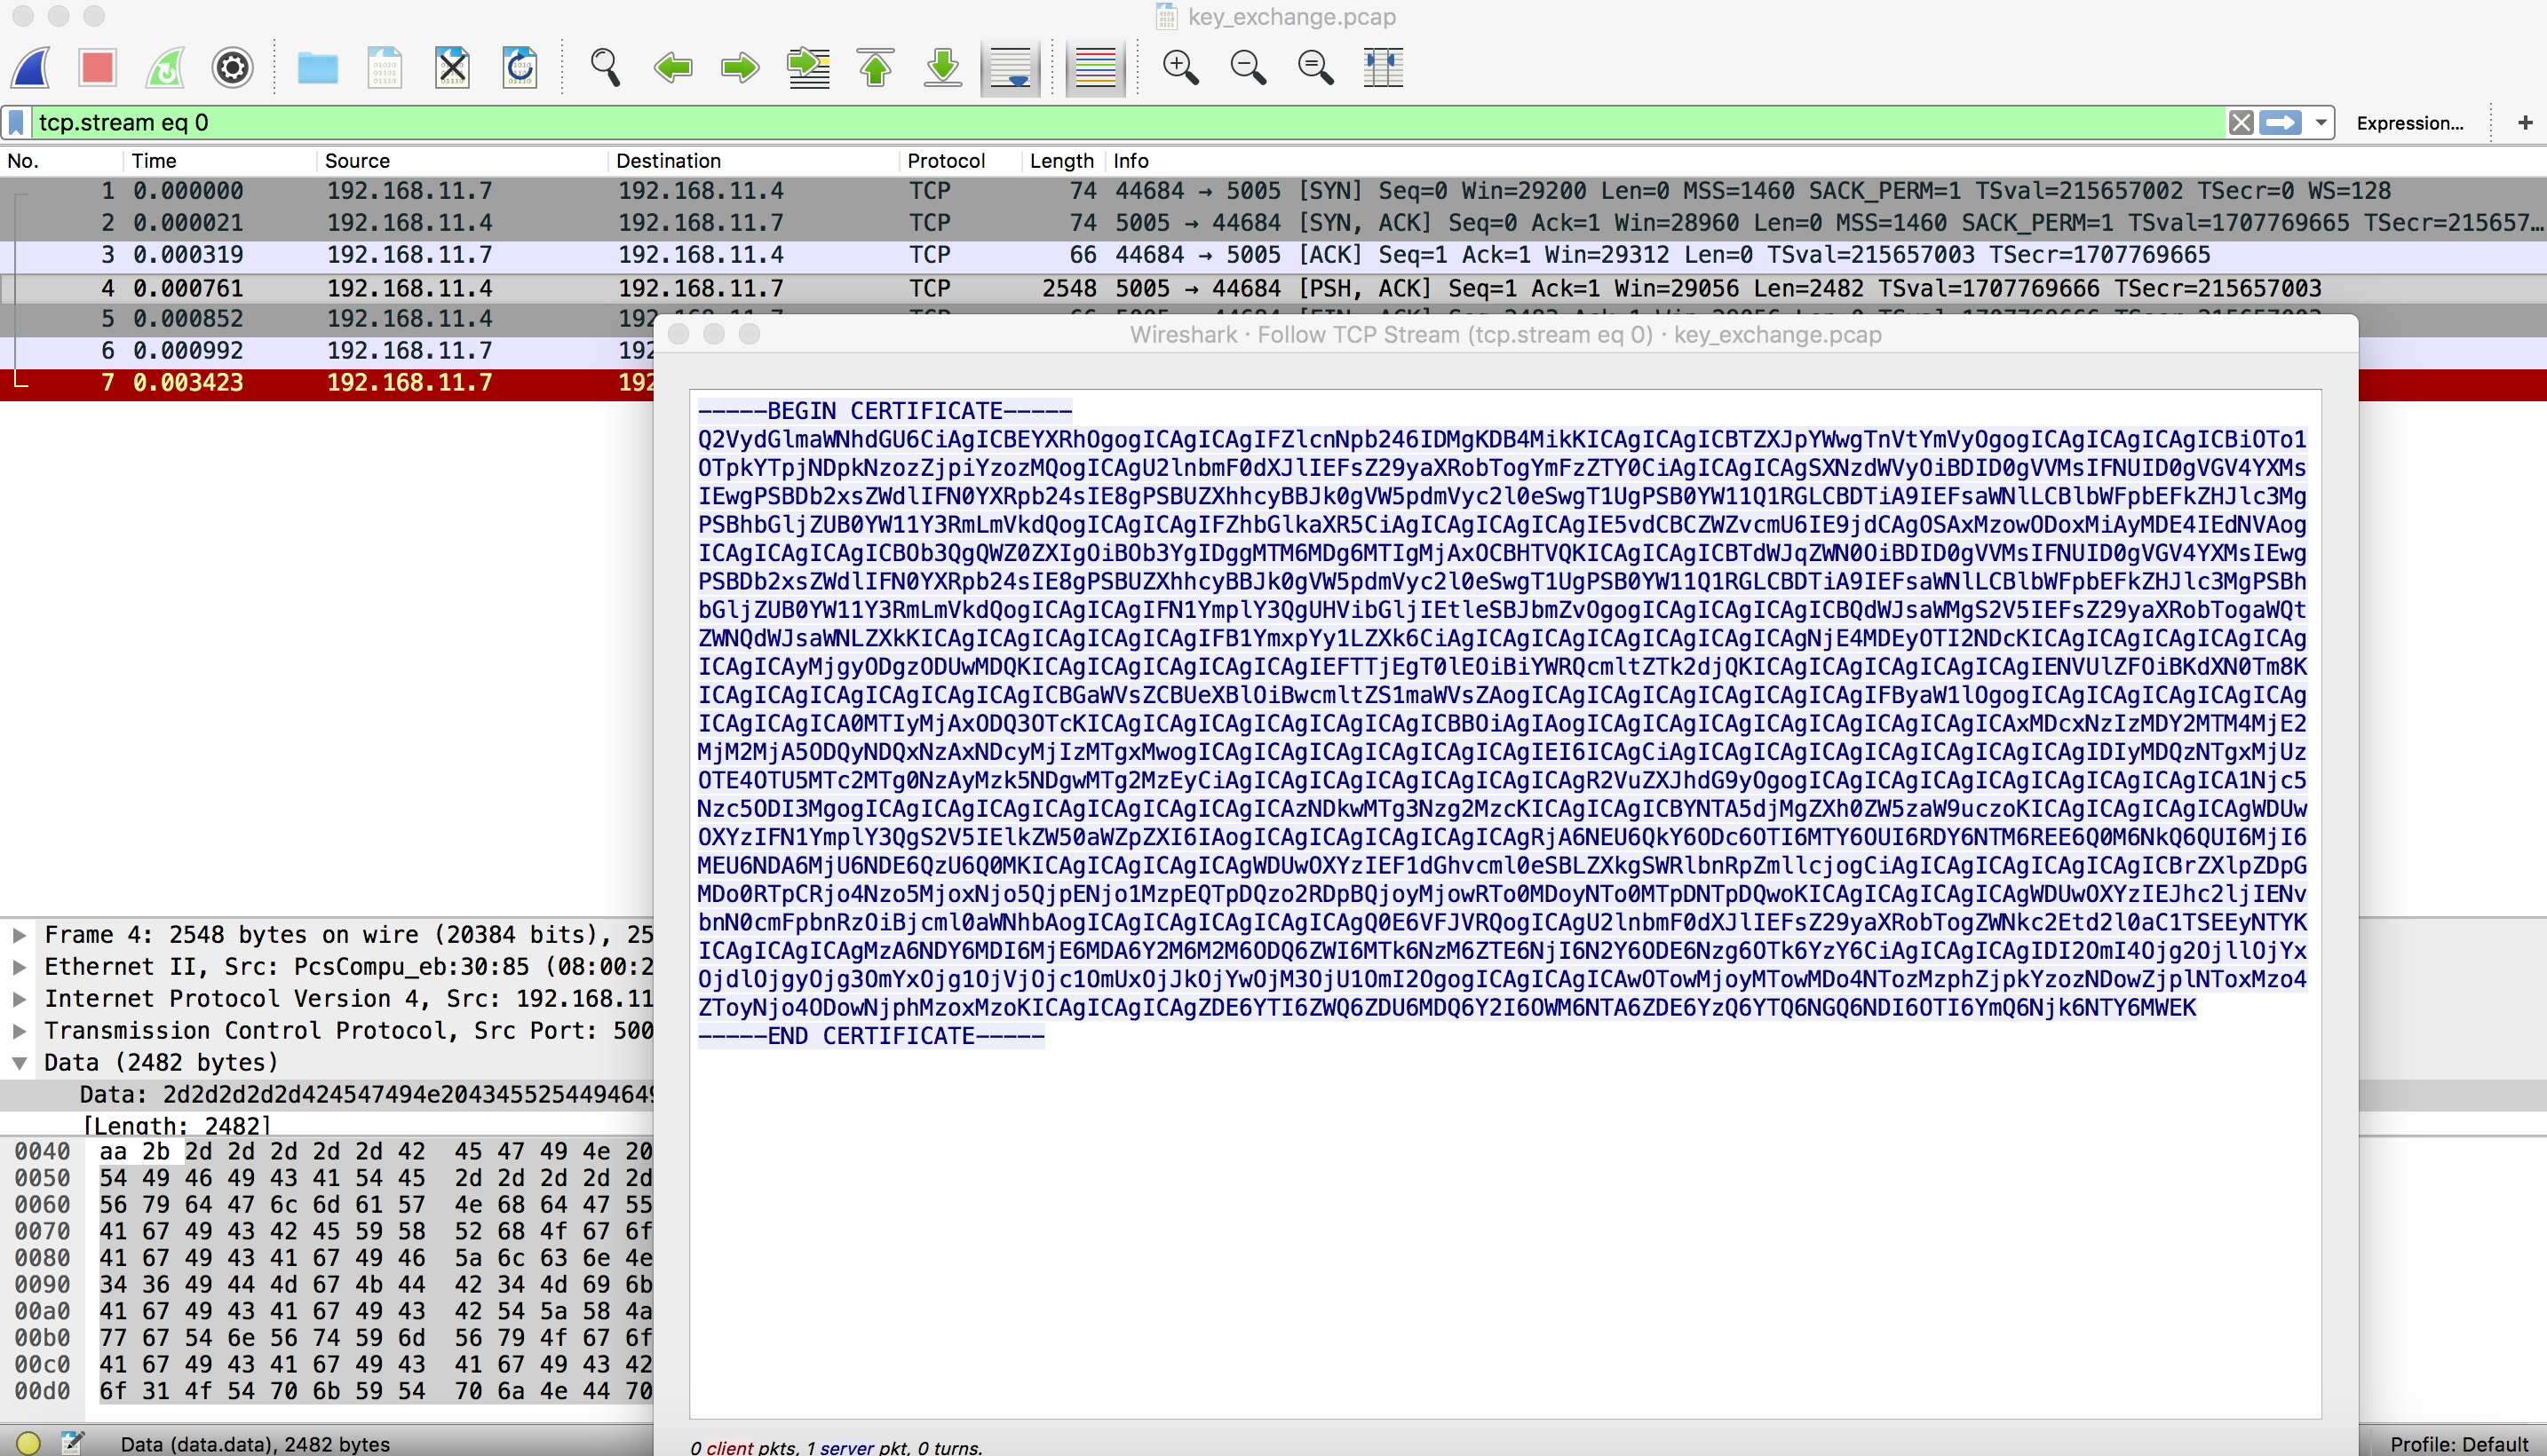 key_exchange.pcap
tcp.stream eq 0
Expression...
+
No. Time Source Destination Protocol Length Info
1 0.000000 192.168.11.7 192.168.11.4 TCP 74 44684 → 5005 [SYN] Seq=0 Win=29200 Len=0 MSS=1460 SACK_PERM=1 TSval=215657002 TSecr=0 WS=128
2 0.000021 192.168.11.4 192.168.11.7 TCP 74 5005 → 44684 [SYN, ACK] Seq=0 Ack=1 Win=28960 Len=0 MSS=1460 SACK_PERM=1 TSval=1707769665 TSecr=215657…
3 0.000319 192.168.11.7 192.168.11.4 TCP 66 44684 → 5005 [ACK] Seq=1 Ack=1 Win=29312 Len=0 TSval=215657003 TSecr=1707769665
4 0.000761 192.168.11.4 192.168.11.7 TCP 2548 5005 → 44684 [PSH, ACK] Seq=1 Ack=1 Win=29056 Len=2482 TSval=1707769666 TSecr=215657003
5 0.000852 192.168.11.4
6 0.000992 192.168.11.7 192
7 0.003423 192.168.11.7 192
Wireshark · Follow TCP Stream (tcp.stream eq 0) · key_exchange.pcap
-----BEGIN CERTIFICATE-----
Q2VydGlmaWNhdGU6CiAgICBEYXRhOgogICAgICAgIFZlcnNpb246IDMgKDB4MikKICAgICAgICBTZXJpYWwgTnVtYmVyOgogICAgICAgICAgICBiOTo1
OTpkYTpjNDpkNzozZjpiYzozMQogICAgU2lnbmF0dXJlIEFsZ29yaXRobTogYmFzZTY0CiAgICAgICAgSXNzdWVyOiBDID0gVVMsIFNUID0gVGV4YXMs
IEwgPSBDb2xsZWdlIFN0YXRpb24sIE8gPSBUZXhhcyBBJk0gVW5pdmVyc2l0eSwgT1UgPSB0YW11Q1RGLCBDTiA9IEFsaWNlLCBlbWFpbEFkZHJlc3Mg
PSBhbGljZUB0YW11Y3RmLmVkdQogICAgICAgIFZhbGlkaXR5CiAgICAgICAgICAgIE5vdCBCZWZvcmU6IE9jdCAgOSAxMzowODoxMiAyMDE4IEdNVAog
ICAgICAgICAgICBOb3QgQWZ0ZXIgOiBOb3YgIDggMTM6MDg6MTIgMjAxOCBHTVQKICAgICAgICBTdWJqZWN0OiBDID0gVVMsIFNUID0gVGV4YXMsIEwg
PSBDb2xsZWdlIFN0YXRpb24sIE8gPSBUZXhhcyBBJk0gVW5pdmVyc2l0eSwgT1UgPSB0YW11Q1RGLCBDTiA9IEFsaWNlLCBlbWFpbEFkZHJlc3MgPSBh
bGljZUB0YW11Y3RmLmVkdQogICAgICAgIFN1YmplY3QgUHVibGljIEtleSBJbmZvOgogICAgICAgICAgICBQdWJsaWMgS2V5IEFsZ29yaXRobTogaWQt
ZWNQdWJsaWNLZXkKICAgICAgICAgICAgICAgIFB1YmxpYy1LZXk6CiAgICAgICAgICAgICAgICAgICAgNjE4MDEyOTI2NDcKICAgICAgICAgICAgICAg
ICAgICAyMjgyODgzODUwMDQKICAgICAgICAgICAgICAgIEFTTjEgT0lEOiBiYWRQcmltZTk2djQKICAgICAgICAgICAgICAgIENVUlZFOiBKdXN0Tm8K
ICAgICAgICAgICAgICAgICBGaWVsZCBUeXBlOiBwcmltZS1maWVsZAogICAgICAgICAgICAgICAgIFByaW1lOgogICAgICAgICAgICAgICAg
ICAgICAgICA0MTIyMjAxODQ3OTcKICAgICAgICAgICAgICAgICBBOiAgIAogICAgICAgICAgICAgICAgICAgICAgICAxMDcxNzIzMDY2MTM4MjE2
MjM2MjA5ODQyNDQxNzAxNDcyMjIzMTgxMwogICAgICAgICAgICAgICAgIEI6ICAgCiAgICAgICAgICAgICAgICAgICAgIDIyMDQzNTgxMjUz
OTE4OTU5MTc2MTg0NzAyMzk5NDgwMTg2MzEyCiAgICAgICAgICAgICAgICAgR2VuZXJhdG9yOgogICAgICAgICAgICAgICAgICAgICA1Njc5
Nzc5ODI3MgogICAgICAgICAgICAgICAgICAgICAzNDkwMTg3Nzg2MzcKICAgICAgICBYNTA5djMgZXh0ZW5zaW9uczoKICAgICAgICAgICAgWDUw
OXYzIFN1YmplY3QgS2V5IElkZW50aWZpZXI6IAogICAgICAgICAgICAgICAgRjA6NEU6QkY6ODc6OTI6MTY6OUI6RDY6NTM6REE6Q0M6NkQ6QUI6MjI6
MEU6NDA6MjU6NDE6QzU6Q0MKICAgICAgICAgICAgWDUwOXYzIEF1dGhvcml0eSBLZXkgSWRlbnRpZmllcjogCiAgICAgICAgICAgICAgICBrZXlpZDpG
MDo0RTpCRjo4Nzo5MjoxNjo5QjpENjo1MzpEQTpDQzo2RDpBQjoyMjowRTo0MDoyNTo0MTpDNTpDQwoKICAgICAgICAgICAgWDUwOXYzIEJhc2ljIENv
bnN0cmFpbnRzOiBjcml0aWNhbAogICAgICAgICAgICAgICAgQ0E6VFJVRQogICAgU2lnbmF0dXJlIEFsZ29yaXRobTogZWNkc2Etd2l0aC1TSEEyNTYK
ICAgICAgICAgMzA6NDY6MDI6MjE6MDA6Y2M6M2M6ODQ6ZWI6MTk6NzM6ZTE6NjI6N2Y6ODE6Nzg6OTk6YzY6CiAgICAgICAgIDI2OmI4Ojg2OjllOjYx
OjdlOjgyOjg3OmYxOjg1OjVjOjc1OmUxOjJkOjYwOjM3OjU1OmI2OgogICAgICAgICAwOTowMjoyMTowMDo4NTozMzphZjpkYzozNDowZjplNToxMzo4
ZToyNjo4ODowNjphMzoxMzoKICAgICAgICAgZDE6YTI6ZWQ6ZDU6MDQ6Y2I6OWM6NTA6ZDE6YzQ6YTQ6NGQ6NDI6OTI6YmQ6Njk6NTY6MWEK
-----END CERTIFICATE-----
0 client pkts, 1 server pkt, 0 turns.
Frame 4: 2548 bytes on wire (20384 bits), 25
Ethernet II, Src: PcsCompu_eb:30:85 (08:00:2
Internet Protocol Version 4, Src: 192.168.11
Transmission Control Protocol, Src Port: 500
Data (2482 bytes)
Data: 2d2d2d2d2d424547494e204345525449464​9
[Length: 2482]
0040 aa 2b 2d 2d 2d 2d 2d 42 45 47 49 4e 20
0050 54 49 46 49 43 41 54 45 2d 2d 2d 2d 2d
0060 56 79 64 47 6c 6d 61 57 4e 68 64 47 55
0070 41 67 49 43 42 45 59 58 52 68 4f 67 6f
0080 41 67 49 43 41 67 49 46 5a 6c 63 6e 4e
0090 34 36 49 44 4d 67 4b 44 42 34 4d 69 6b
00a0 41 67 49 43 41 67 49 43 42 54 5a 58 4a
00b0 77 67 54 6e 56 74 59 6d 56 79 4f 67 6f
00c0 41 67 49 43 41 67 49 43 41 67 49 43 42
00d0 6f 31 4f 54 70 6b 59 54 70 6a 4e 44 70
Data (data.data), 2482 bytes
Profile: Default